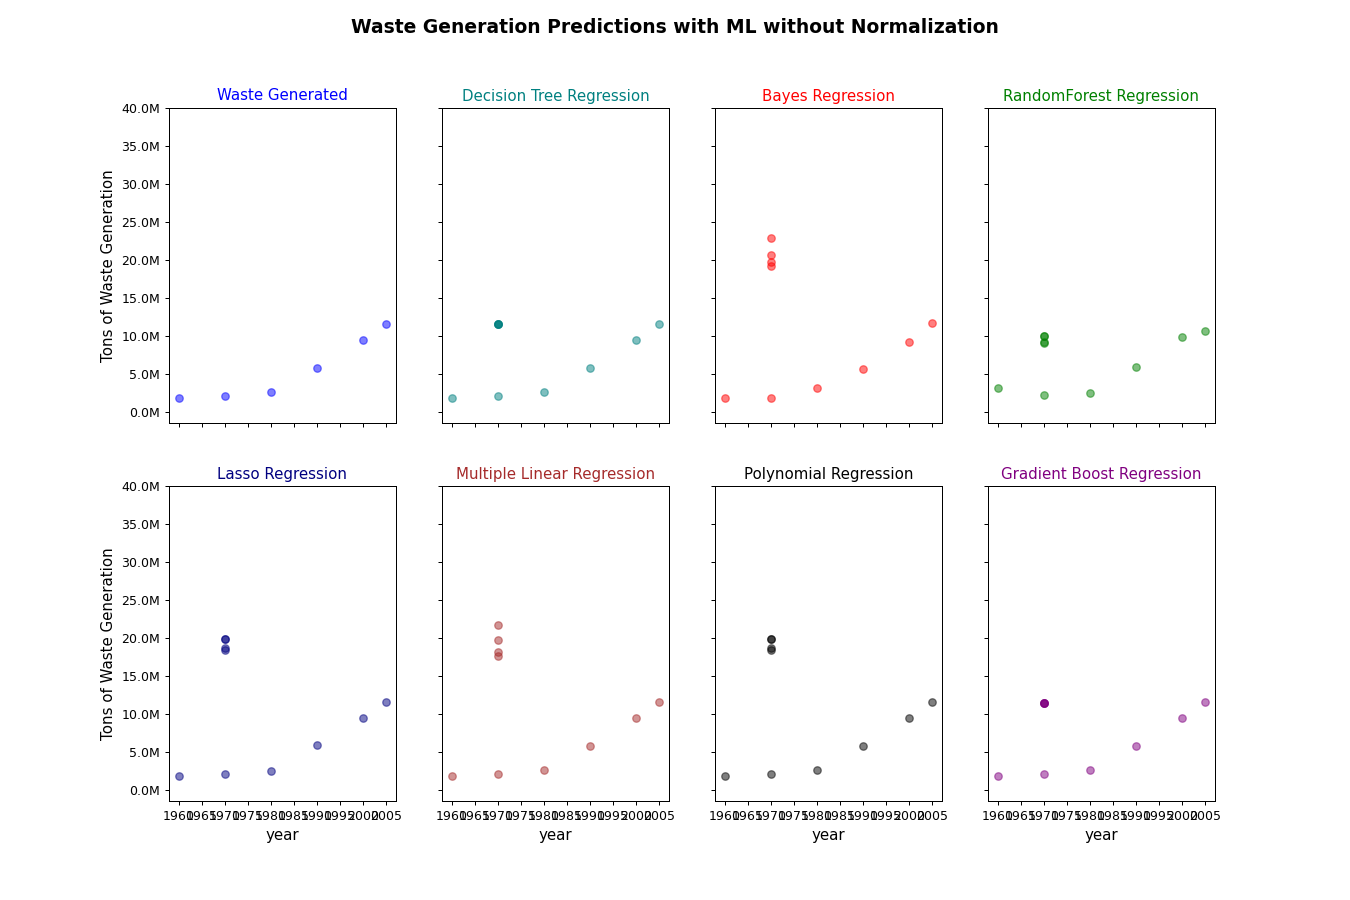 Waste Generation Predictions with ML without Normalization
Waste Generated
Decision Tree Regression
Bayes Regression
RandomForest Regression
40.0M
35.0M
30.0M
25.0M
20.0M
15.0M
10.0M
5.0M
0.0M
Tons of Waste Generation
Lasso Regression
Multiple Linear Regression
Polynomial Regression
Gradient Boost Regression
40.0M
35.0M
30.0M
25.0M
20.0M
15.0M
10.0M
5.0M
0.0M
Tons of Waste Generation
1960 1965 1970 1975 1980 1985 1990 1995 2000 2005
1960 1965 1970 1975 1980 1985 1990 1995 2000 2005
1960 1965 1970 1975 1980 1985 1990 1995 2000 2005
1960 1965 1970 1975 1980 1985 1990 1995 2000 2005
year
year
year
year